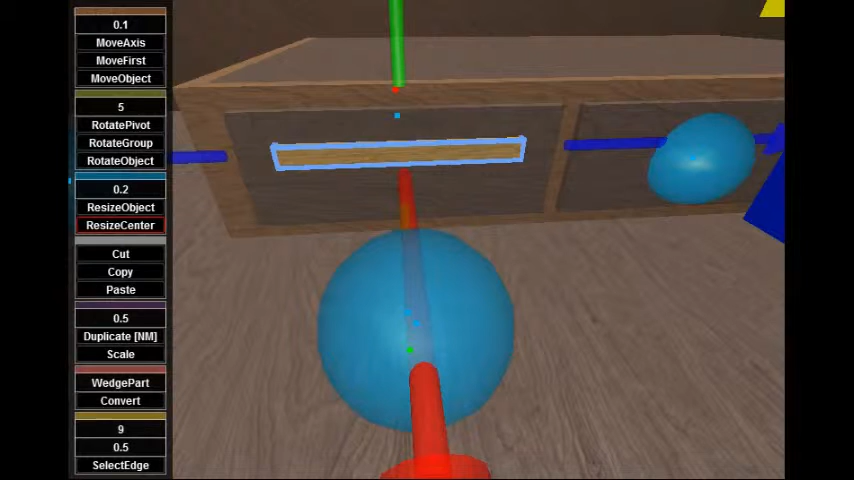 0.1
MoveAxis
MoveFirst
MoveObject
5
RotatePivot
RotateGroup
RotateObject
0.2
ResizeObject
ResizeCenter
Cut
Copy
Paste
0.5
Duplicate [NM]
Scale
WedgePart
Convert
9
0.5
SelectEdge